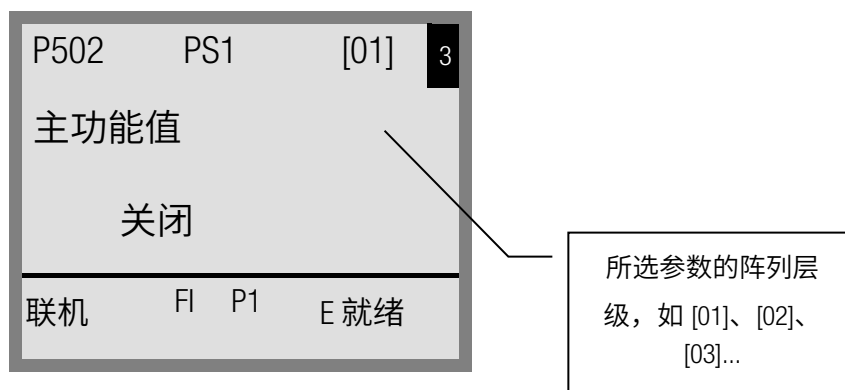 P502 PS1 [01] 3
主功能值
关闭
联机 FI P1 E 就绪
所选参数的阵列层
级，如 [01]、[02]、
[03]...